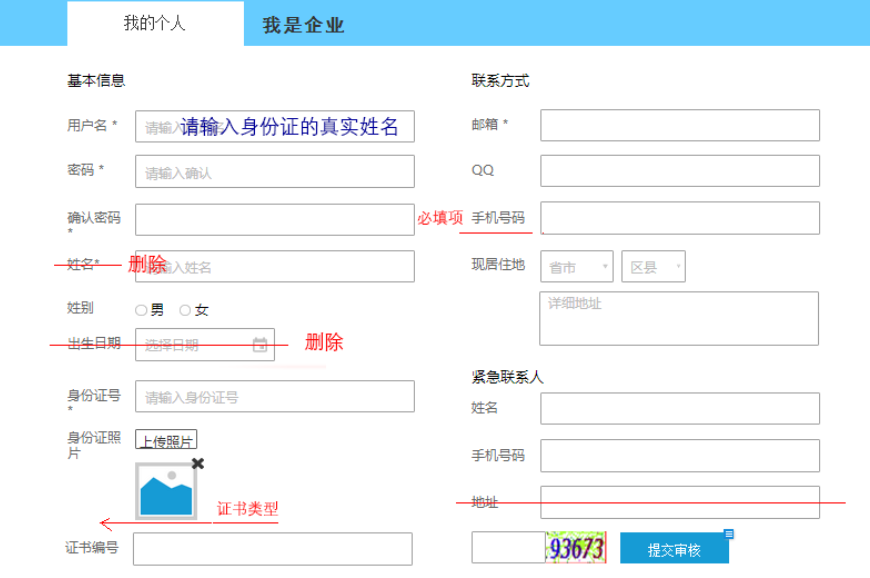 我的个人
我是企业
基本信息
用户名 *
请输入身份证的真实姓名
密码 *
请输入确认
确认密码
*
姓名*
删除
输入姓名
姓别
男
女
出生日期
选择日期
删除
身份证号
*
请输入身份证号
身份证照
片
上传照片
证书类型
证书编号
联系方式
邮箱 *
QQ
必填项
手机号码
现居住地
省市
区县
详细地址
紧急联系人
姓名
手机号码
地址
93673
提交审核